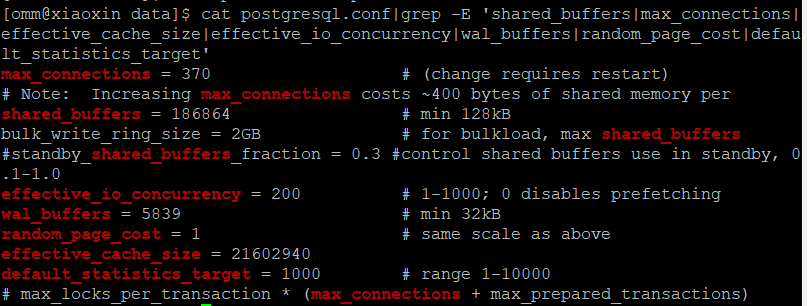 [omm@xiaoxin data]$ cat postgresql.conf|grep -E 'shared_buffers|max_connections|
effective_cache_size|effective_io_concurrency|wal_buffers|random_page_cost|defau
lt_statistics_target'
max_connections = 370                   # (change requires restart)
# Note:  Increasing max_connections costs ~400 bytes of shared memory per
shared_buffers = 186864                 # min 128kB
bulk_write_ring_size = 2GB              # for bulkload, max shared_buffers
#standby_shared_buffers_fraction = 0.3 #control shared buffers use in standby, 0
.1-1.0
effective_io_concurrency = 200          # 1-1000; 0 disables prefetching
wal_buffers = 5839                      # min 32kB
random_page_cost = 1                    # same scale as above
effective_cache_size = 21602940
default_statistics_target = 1000        # range 1-10000
# max_locks_per_transaction * (max_connections + max_prepared_transactions)